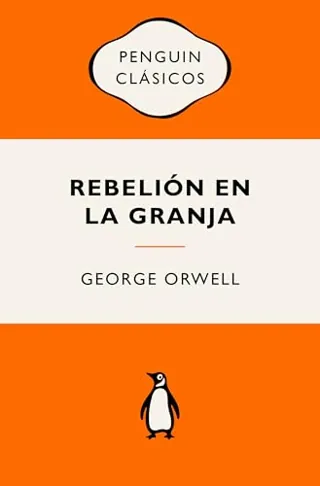 PENGUIN
CLÁSICOS
REBELIÓN EN
LA GRANJA
GEORGE ORWELL